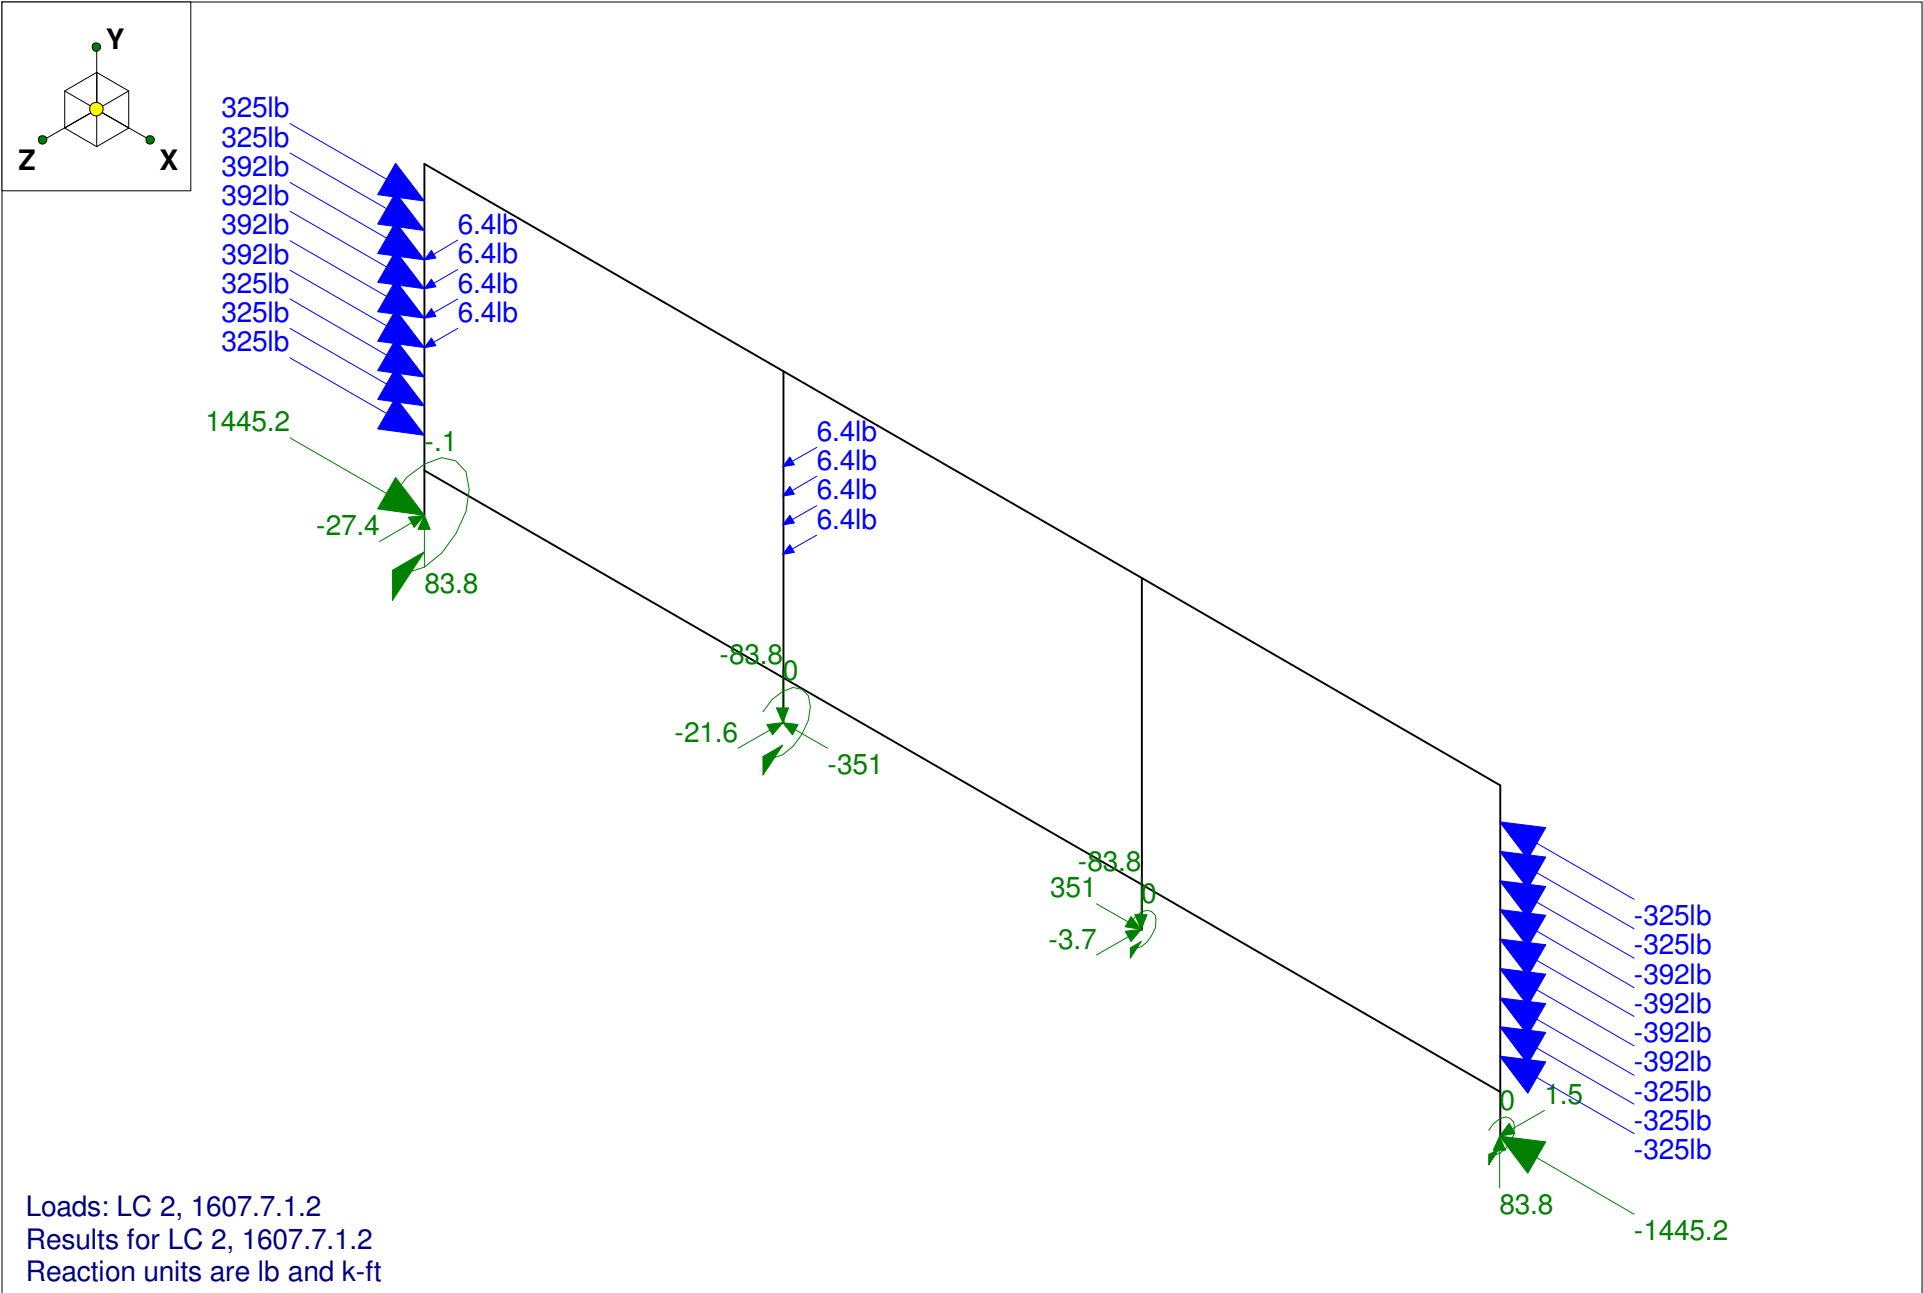 Y
Z
X
325lb
325lb
392lb
392lb
392lb
392lb
325lb
325lb
325lb
6.4lb
6.4lb
6.4lb
6.4lb
1445.2
-.1
-27.4
83.8
6.4lb
6.4lb
6.4lb
6.4lb
-83.8
0
-21.6
-351
-83.8
351
0
-3.7
-325lb
-325lb
-392lb
-392lb
-392lb
-392lb
-325lb
-325lb
-325lb
0
1.5
83.8
-1445.2
Loads: LC 2, 1607.7.1.2
Results for LC 2, 1607.7.1.2
Reaction units are lb and k-ft